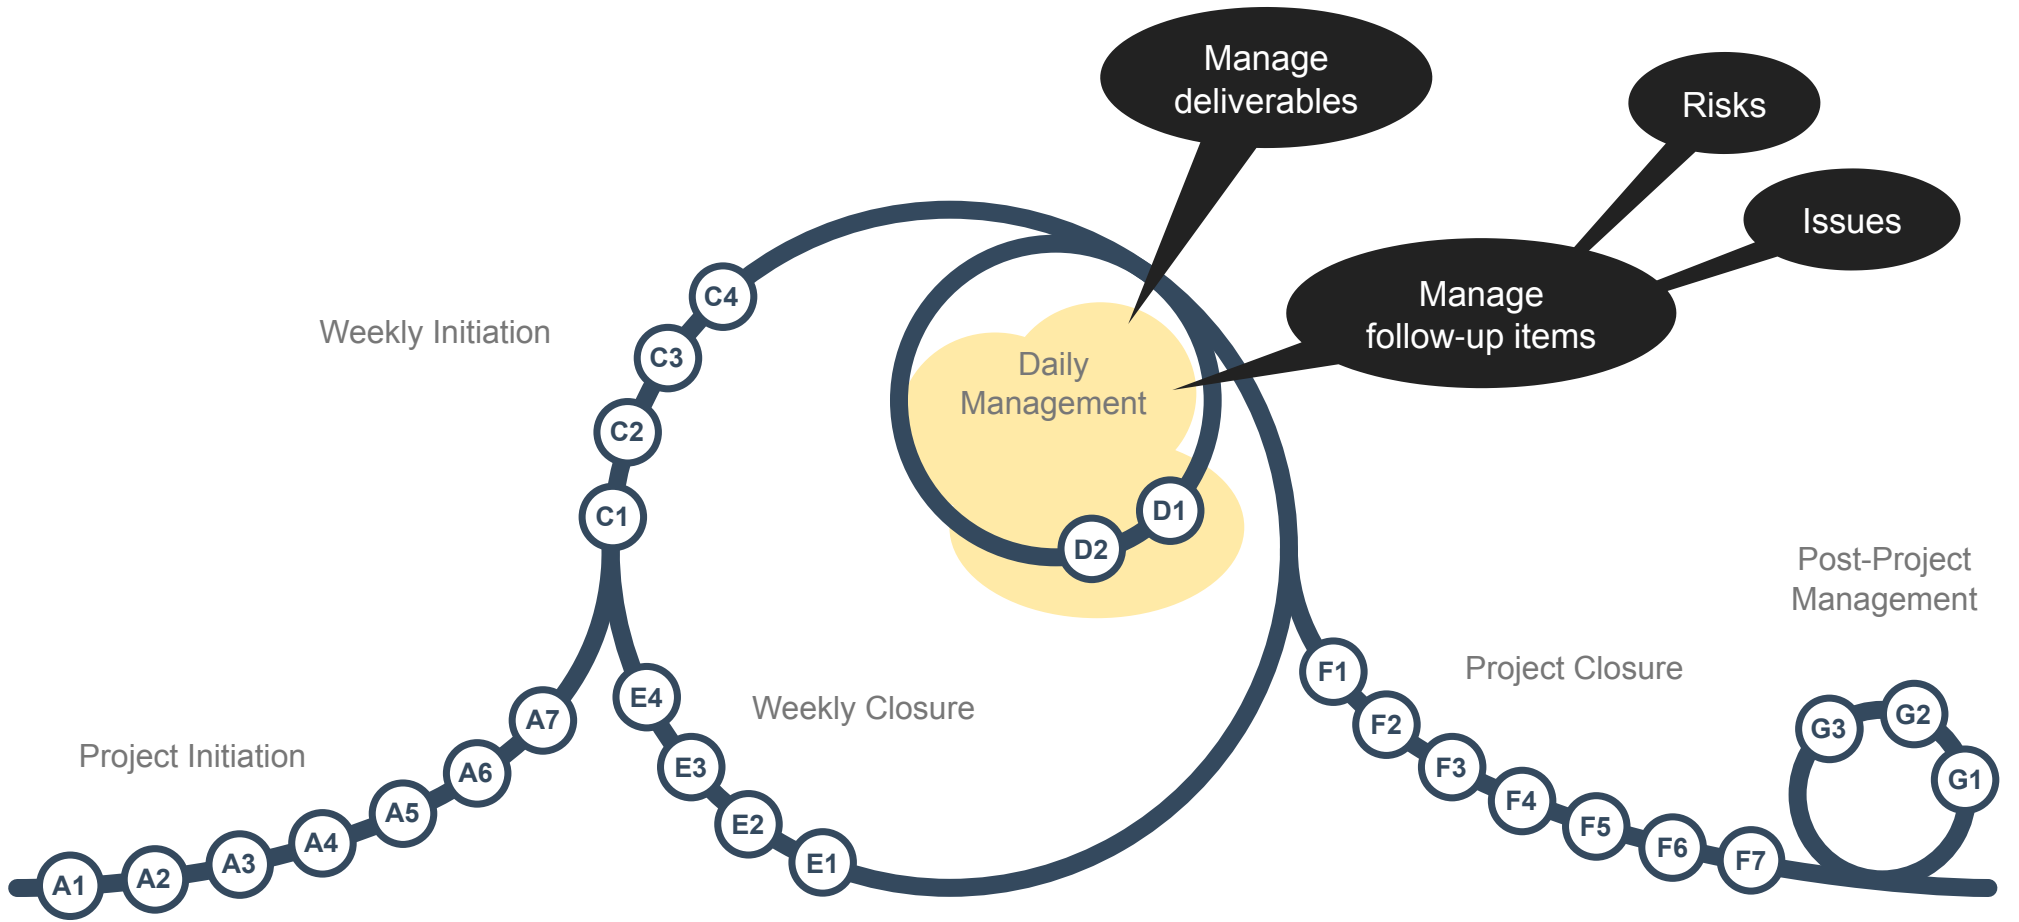 Manage
deliverables
Risks
Issues
Manage
follow-up items
Weekly Initiation
C4
C3
C2
C1
Daily
Management
D1
D2
Post-Project
Management
Project Closure
F1
F2
F3
F4
F5
F6
F7
G3
G2
G1
Weekly Closure
E4
E3
E2
E1
Project Initiation
A1
A2
A3
A4
A5
A6
A7